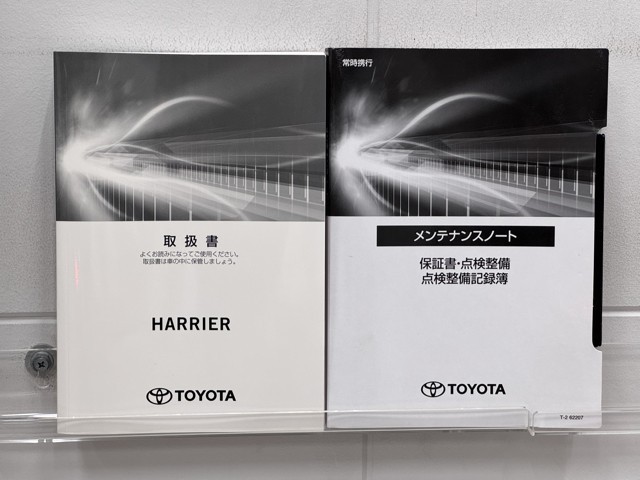 取扱書
よくお読みになってご使用ください。
取扱書は車の中に保管しましょう。
HARRIER
TOYOTA
常時携行
メンテナンスノート
保証書・点検整備
点検整備記録簿
TOYOTA
T-2 62207